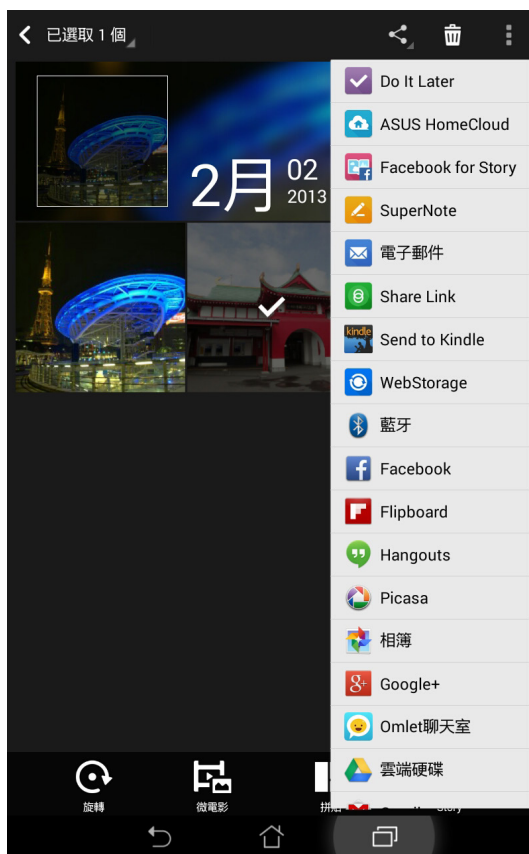 已選取 1 個
2月 02
2013
Do It Later
ASUS HomeCloud
Facebook for Story
SuperNote
電子郵件
Share Link
kindle
Send to Kindle
WebStorage
藍牙
Facebook
Flipboard
Hangouts
Picasa
相簿
Google+
Omlet聊天室
雲端硬碟
旋轉
微電影
Story